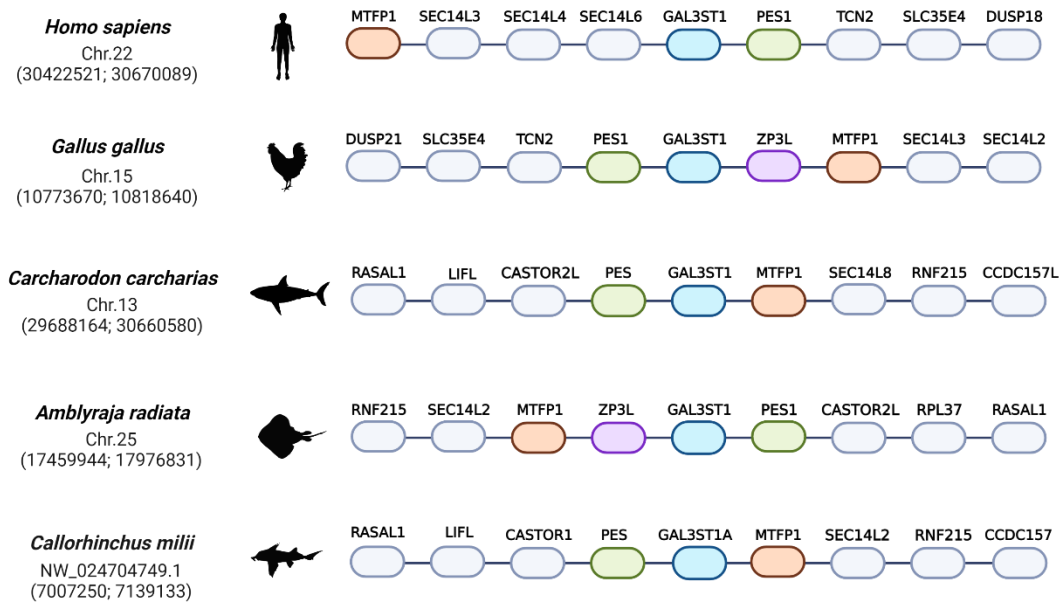 Homo sapiens
Chr.22
(30422521; 30670089)
MTFP1 SEC14L3 SEC14L4 SEC14L6 GAL3ST1 PES1 TCN2 SLC35E4 DUSP18
Gallus gallus
Chr.15
(10773670; 10818640)
DUSP21 SLC35E4 TCN2 PES1 GAL3ST1 ZP3L MTFP1 SEC14L3 SEC14L2
Carcharodon carcharias
Chr.13
(29688164; 30660580)
RASAL1 LIFL CASTOR2L PES GAL3ST1 MTFP1 SEC14L8 RNF215 CCDC157L
Amblyraja radiata
Chr.25
(17459944; 17976831)
RNF215 SEC14L2 MTFP1 ZP3L GAL3ST1 PES1 CASTOR2L RPL37 RASAL1
Callorhinchus milii
NW_024704749.1
(7007250; 7139133)
RASAL1 LIFL CASTOR1 PES GAL3ST1A MTFP1 SEC14L2 RNF215 CCDC157